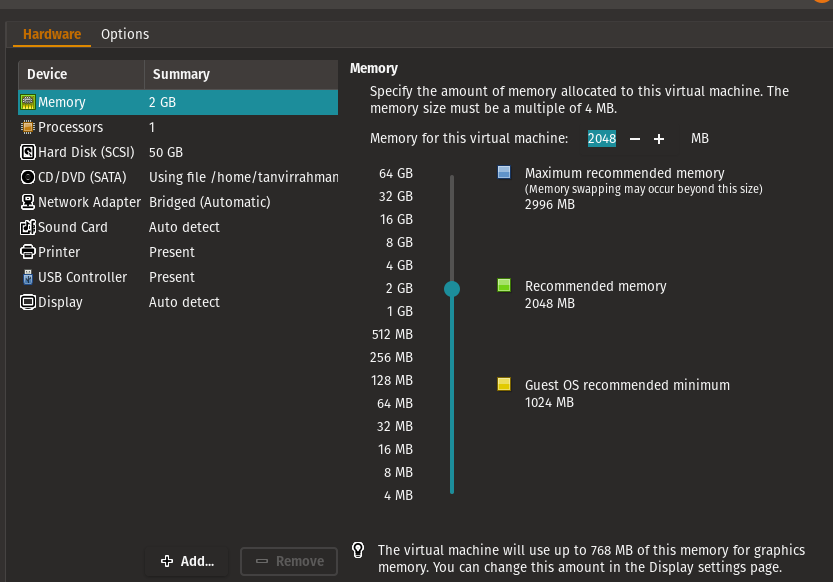 Hardware Options
Device Summary
Memory 2 GB
Processors 1
Hard Disk (SCSI) 50 GB
CD/DVD (SATA) Using file /home/tanvirrahman
Network Adapter Bridged (Automatic)
Sound Card Auto detect
Printer Present
USB Controller Present
Display Auto detect
Add... Remove
Memory
Specify the amount of memory allocated to this virtual machine. The
memory size must be a multiple of 4 MB.
Memory for this virtual machine: 2048 MB
64 GB
32 GB
16 GB
8 GB
4 GB
2 GB
1 GB
512 MB
256 MB
128 MB
64 MB
32 MB
16 MB
8 MB
4 MB
Maximum recommended memory
(Memory swapping may occur beyond this size)
2996 MB
Recommended memory
2048 MB
Guest OS recommended minimum
1024 MB
The virtual machine will use up to 768 MB of this memory for graphics
memory. You can change this amount in the Display settings page.